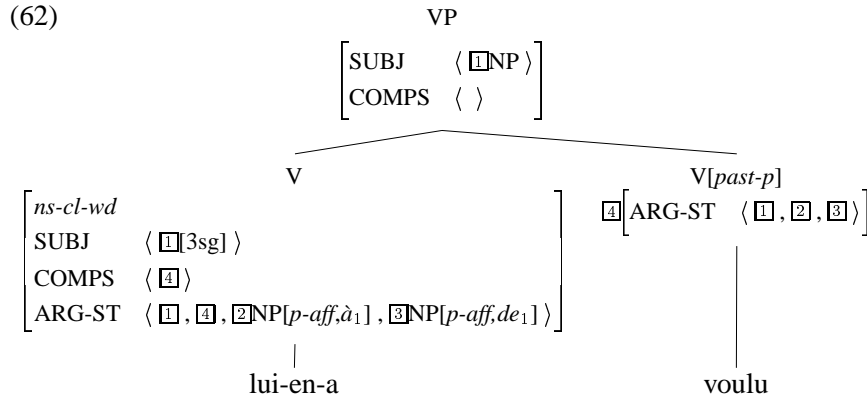 (62) VP
[SUBJ ⟨ [1]NP ⟩
COMPS ⟨ ⟩]
V V[past-p]
[ns-cl-wd [4][ARG-ST ⟨ [1] , [2] , [3] ⟩]
SUBJ ⟨ [1][3sg] ⟩
COMPS ⟨ [4] ⟩
ARG-ST ⟨ [1] , [4] , [2]NP[p-aff,à₁] , [3]NP[p-aff,de₁] ⟩]
lui-en-a voulu